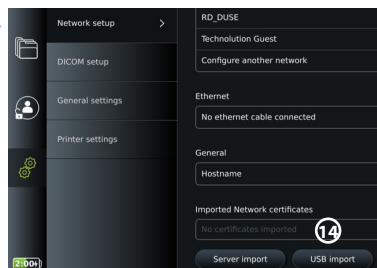 Network setup >
DICOM setup
General settings
Printer settings
RD_DUSE
Technolution Guest
Configure another network
Ethernet
No ethernet cable connected
General
Hostname
Imported Network certificates
No certificates imported
14
Server import
USB import
2:00